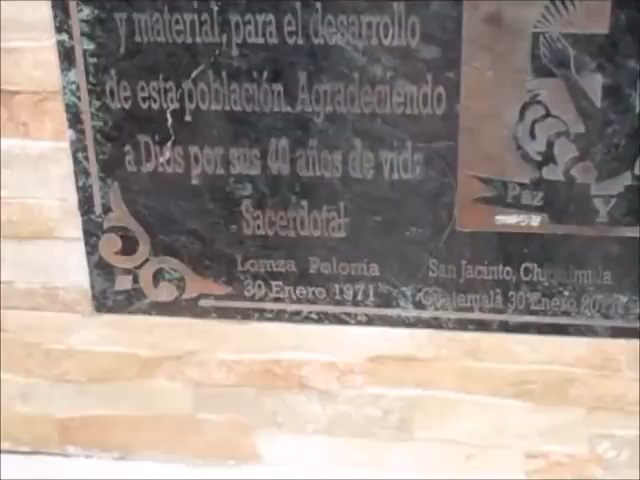 y material, para el desarrollo
de esta población. Agradeciendo
a Dios por sus 40 años de vida
Sacerdotal
Lomza Polonia
30 Enero 1971
Paz
Y
San Jacinto, Chiquimula
Guatemala 30 Enero